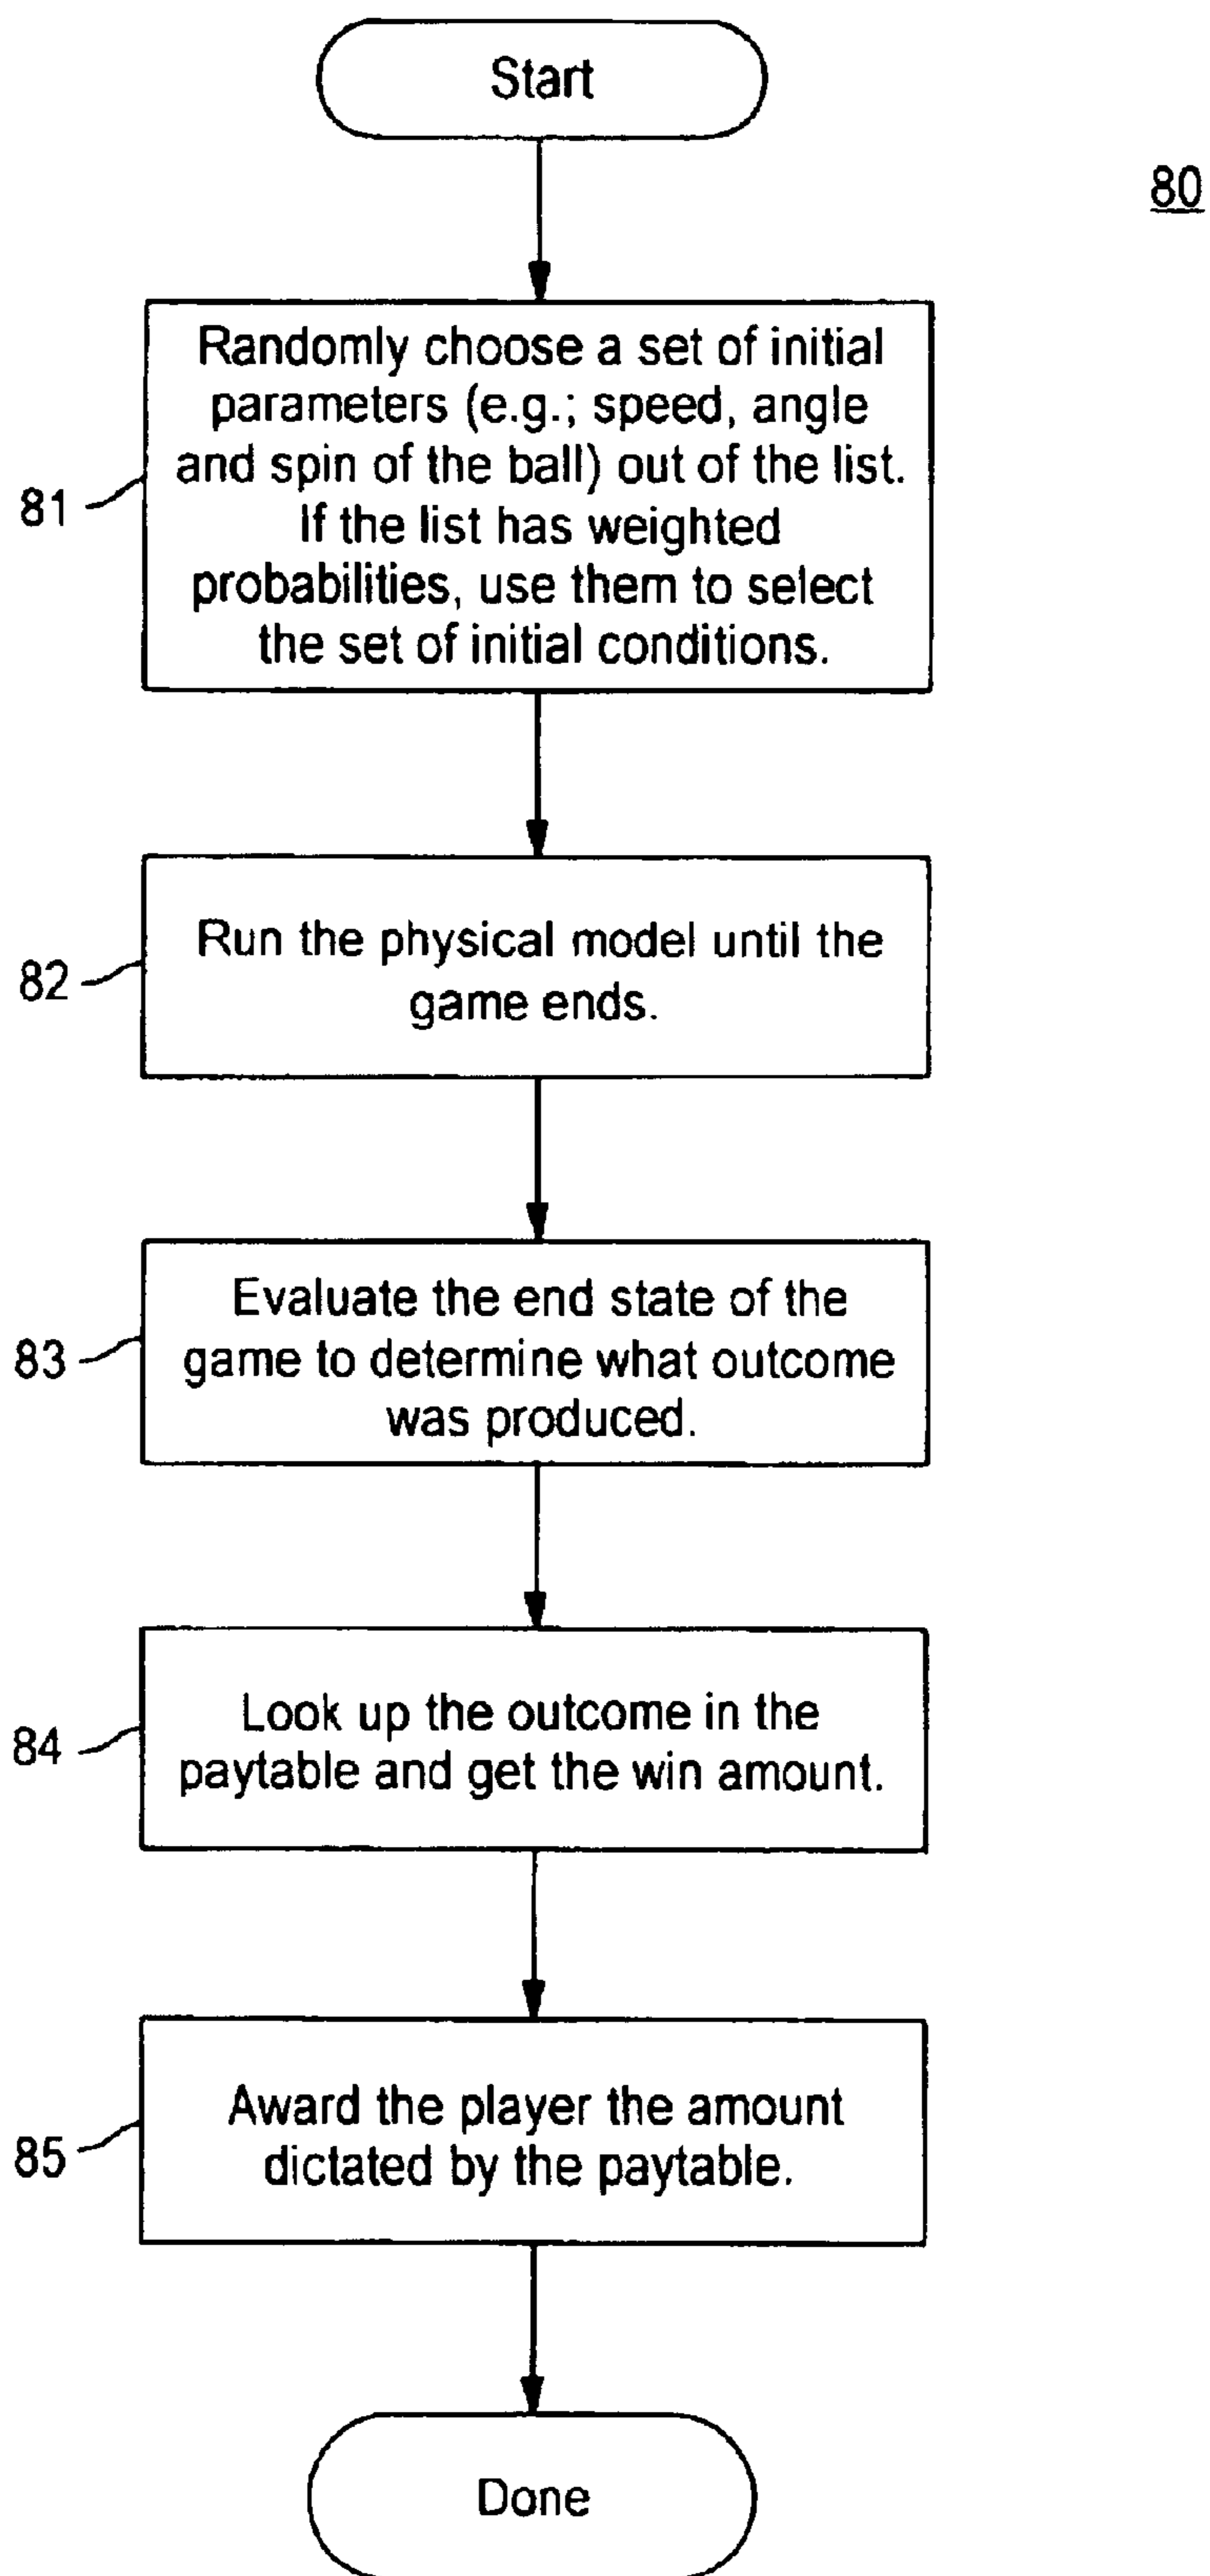 Start
80
Randomly choose a set of initial
parameters (e.g.; speed, angle
and spin of the ball) out of the list.
If the list has weighted
probabilities, use them to select
the set of initial conditions.
81
Run the physical model until the
game ends.
82
Evaluate the end state of the
game to determine what outcome
was produced.
83
Look up the outcome in the
paytable and get the win amount.
84
Award the player the amount
dictated by the paytable.
85
Done